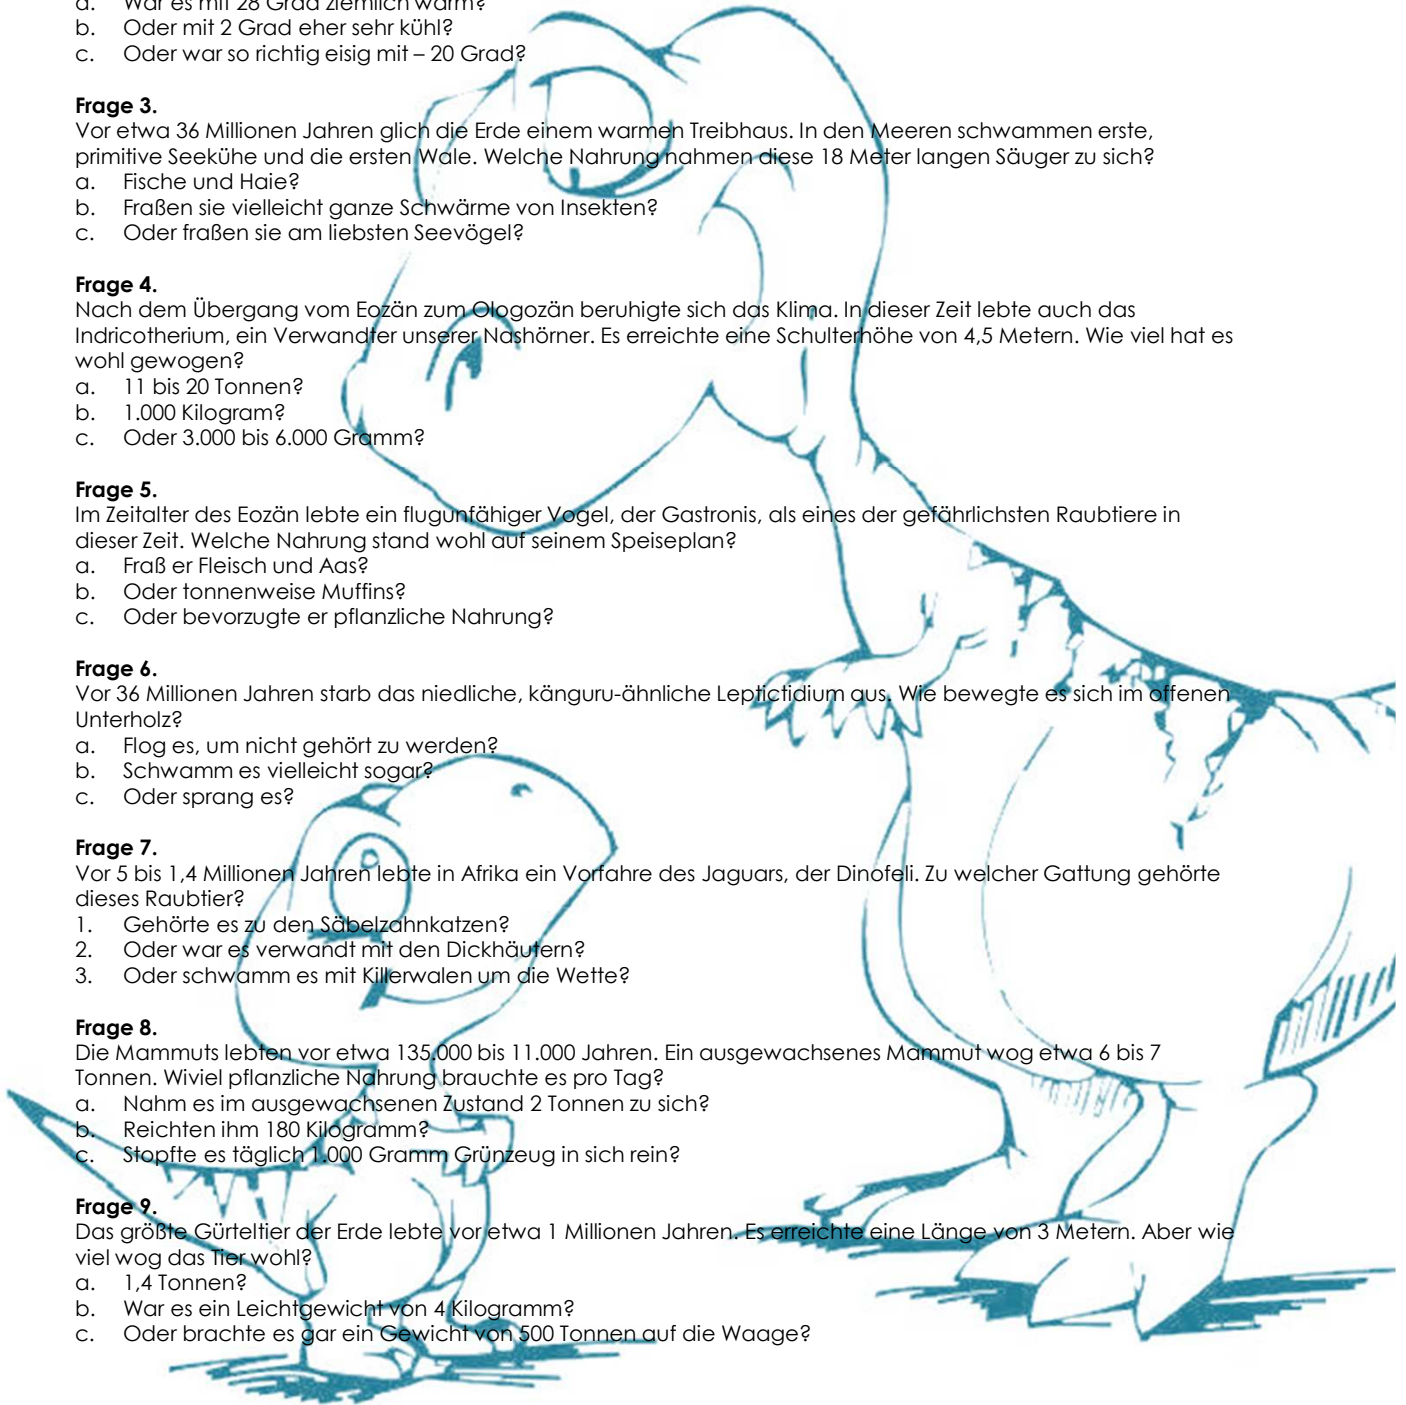 a. War es mit 28 Grad ziemlich warm?
b. Oder mit 2 Grad eher sehr kühl?
c. Oder war so richtig eisig mit – 20 Grad?
Frage 3.
Vor etwa 36 Millionen Jahren glich die Erde einem warmen Treibhaus. In den Meeren schwammen erste,
primitive Seekühe und die ersten Wale. Welche Nahrung nahmen diese 18 Meter langen Säuger zu sich?
a. Fische und Haie?
b. Fraßen sie vielleicht ganze Schwärme von Insekten?
c. Oder fraßen sie am liebsten Seevögel?
Frage 4.
Nach dem Übergang vom Eozän zum Ologozän beruhigte sich das Klima. In dieser Zeit lebte auch das
Indricotherium, ein Verwandter unserer Nashörner. Es erreichte eine Schulterhöhe von 4,5 Metern. Wie viel hat es
wohl gewogen?
a. 11 bis 20 Tonnen?
b. 1.000 Kilogram?
c. Oder 3.000 bis 6.000 Gramm?
Frage 5.
Im Zeitalter des Eozän lebte ein flugunfähiger Vogel, der Gastronis, als eines der gefährlichsten Raubtiere in
dieser Zeit. Welche Nahrung stand wohl auf seinem Speiseplan?
a. Fraß er Fleisch und Aas?
b. Oder tonnenweise Muffins?
c. Oder bevorzugte er pflanzliche Nahrung?
Frage 6.
Vor 36 Millionen Jahren starb das niedliche, känguru-ähnliche Leptictidium aus. Wie bewegte es sich im offenen
Unterholz?
a. Flog es, um nicht gehört zu werden?
b. Schwamm es vielleicht sogar?
c. Oder sprang es?
Frage 7.
Vor 5 bis 1,4 Millionen Jahren lebte in Afrika ein Vorfahre des Jaguars, der Dinofeli. Zu welcher Gattung gehörte
dieses Raubtier?
1. Gehörte es zu den Säbelzahnkatzen?
2. Oder war es verwandt mit den Dickhäutern?
3. Oder schwamm es mit Killerwalen um die Wette?
Frage 8.
Die Mammuts lebten vor etwa 135.000 bis 11.000 Jahren. Ein ausgewachsenes Mammut wog etwa 6 bis 7
Tonnen. Wiviel pflanzliche Nahrung brauchte es pro Tag?
a. Nahm es im ausgewachsenen Zustand 2 Tonnen zu sich?
b. Reichten ihm 180 Kilogramm?
c. Stopfte es täglich 1.000 Gramm Grünzeug in sich rein?
Frage 9.
Das größte Gürteltier der Erde lebte vor etwa 1 Millionen Jahren. Es erreichte eine Länge von 3 Metern. Aber wie
viel wog das Tier wohl?
a. 1,4 Tonnen?
b. War es ein Leichtgewicht von 4 Kilogramm?
c. Oder brachte es gar ein Gewicht von 500 Tonnen auf die Waage?